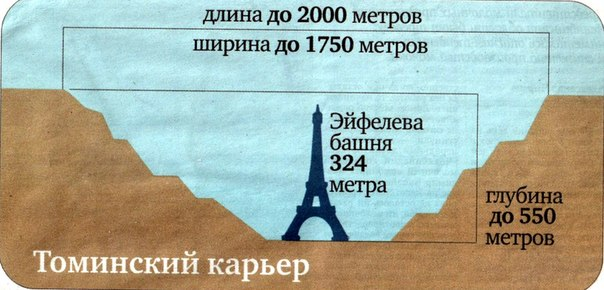 длина до 2000 метров
ширина до 1750 метров
Эйфелева
башня
324
метра
глубина
до 550
метров
Томинский карьер